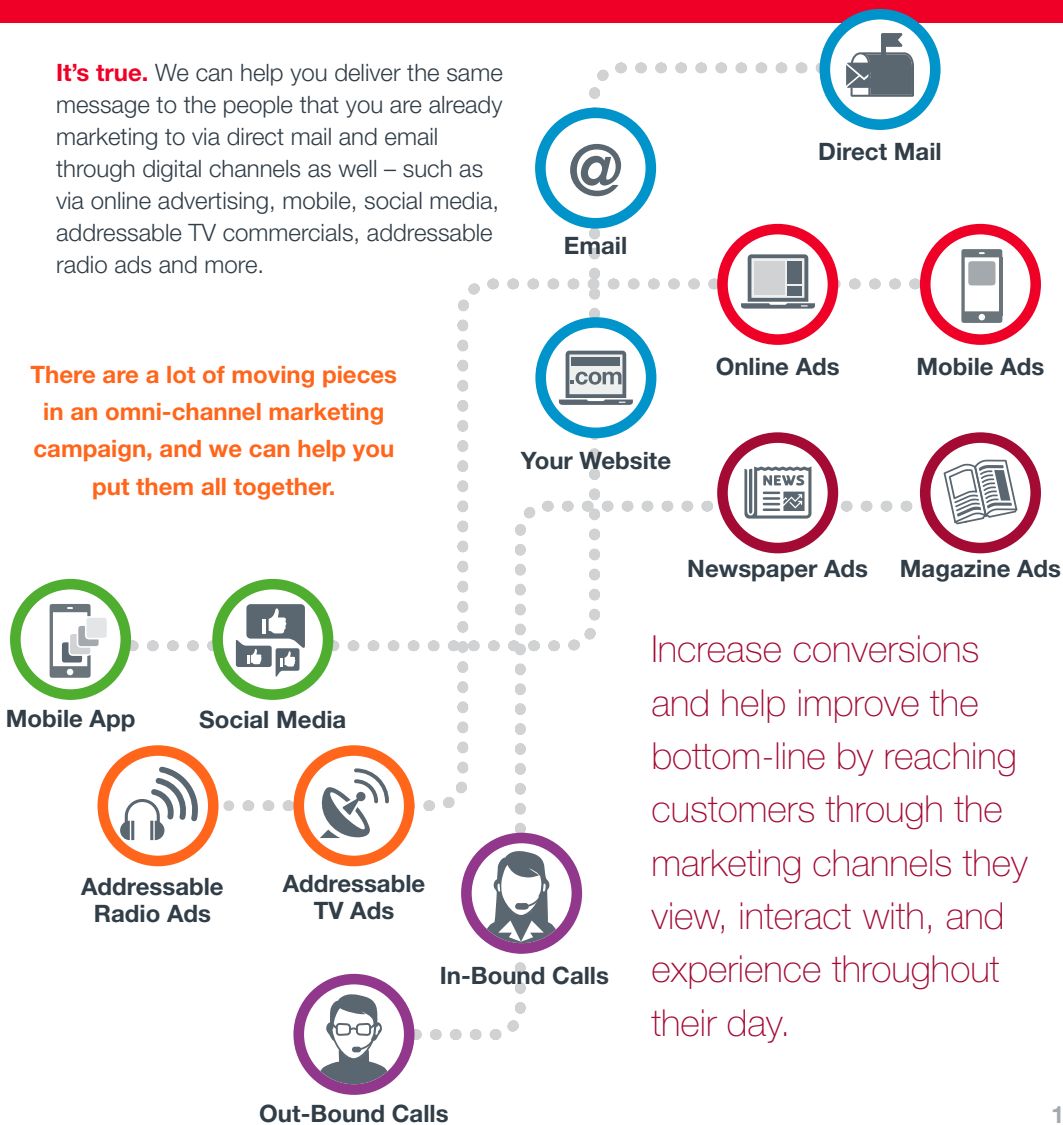 It's true. We can help you deliver the same
message to the people that you are already
marketing to via direct mail and email
through digital channels as well – such as
via online advertising, mobile, social media,
addressable TV commercials, addressable
radio ads and more.
Direct Mail
@
Email
There are a lot of moving pieces
in an omni-channel marketing
campaign, and we can help you
put them all together.
.com
Your Website
Online Ads
Mobile Ads
NEWS
Newspaper Ads
Magazine Ads
Mobile App
Social Media
Addressable
Radio Ads
Addressable
TV Ads
In-Bound Calls
Out-Bound Calls
Increase conversions
and help improve the
bottom-line by reaching
customers through the
marketing channels they
view, interact with, and
experience throughout
their day.
1